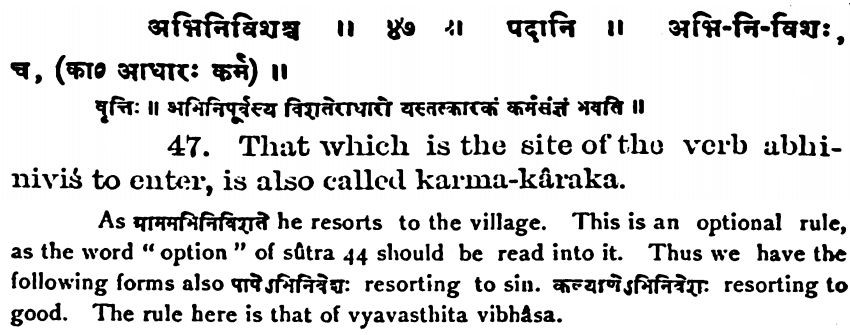 अभिनिविशश्च ॥ ४७ ॥ पदानि ॥ अभि-नि-विशः,
च, (का० आधारः कर्म) ॥
वृत्तिः ॥ अभिनिपूर्वस्य विशतेराधारो यस्तत्कारकं कर्मसंज्ञं भवति ॥
47. That which is the site of the verb abhi-
niviś to enter, is also called karma-kâraka.
As ग्राममभिनिविशते he resorts to the village. This is an optional rule,
as the word “ option ” of sûtra 44 should be read into it. Thus we have the
following forms also पापेऽभिनिवेशः resorting to sin. कल्याणेऽभिनिवेशः resorting to
good. The rule here is that of vyavasthita vibhâsa.